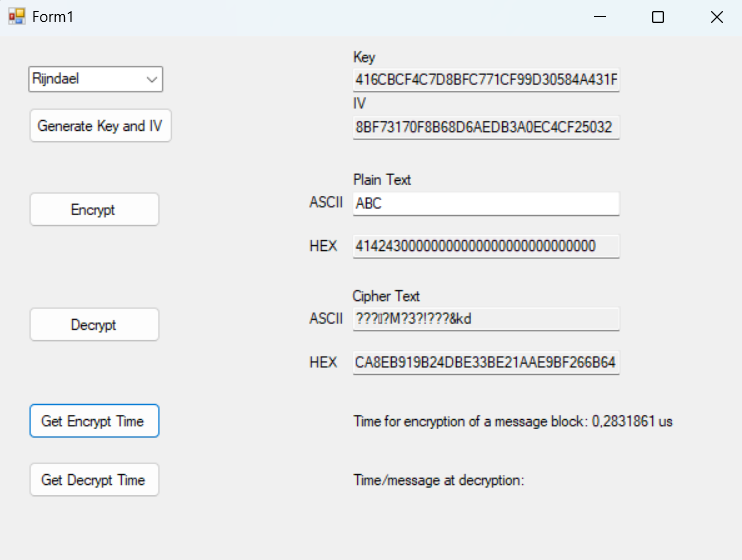 Form1
Key
Rijndael
416CBCF4C7D8BFC771CF99D30584A431F
IV
Generate Key and IV
8BF73170F8B68D6AEDB3A0EC4CF25032
Plain Text
Encrypt
ASCII ABC
HEX 41424300000000000000000000000000
Cipher Text
Decrypt
ASCII ???▯?M?3?!???&kd
HEX CA8EB919B24DBE33BE21AAE9BF266B64
Get Encrypt Time
Time for encryption of a message block: 0,2831861 us
Get Decrypt Time
Time/message at decryption: